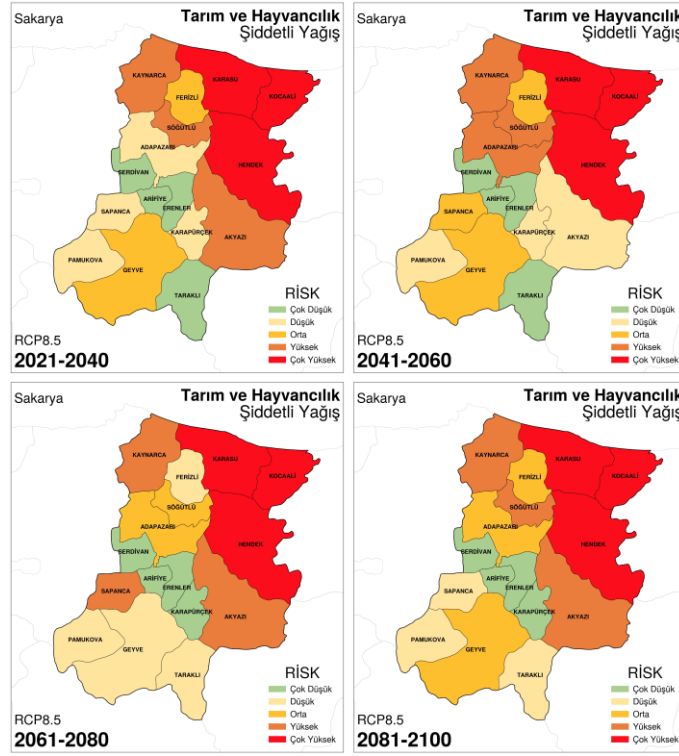 Sakarya
Tarım ve Hayvancılık
Şiddetli Yağış
KAYNARCA
KARASU
KOCAALİ
FERİZLİ
SÖĞÜTLÜ
ADAPAZARI
HENDEK
SERDİVAN
ARİFİYE
ERENLER
SAPANCA
KARAPÜRÇEK
AKYAZI
PAMUKOVA
GEYVE
TARAKLI
RİSK
Çok Düşük
Düşük
Orta
Yüksek
Çok Yüksek
RCP8.5
2021-2040
Sakarya
Tarım ve Hayvancılık
Şiddetli Yağış
KAYNARCA
KARASU
KOCAALİ
FERİZLİ
SÖĞÜTLÜ
ADAPAZARI
HENDEK
SERDİVAN
ARİFİYE
ERENLER
SAPANCA
KARAPÜRÇEK
AKYAZI
PAMUKOVA
GEYVE
TARAKLI
RİSK
Çok Düşük
Düşük
Orta
Yüksek
Çok Yüksek
RCP8.5
2041-2060
Sakarya
Tarım ve Hayvancılık
Şiddetli Yağış
KAYNARCA
KARASU
KOCAALİ
FERİZLİ
SÖĞÜTLÜ
ADAPAZARI
HENDEK
SERDİVAN
ARİFİYE
ERENLER
SAPANCA
KARAPÜRÇEK
AKYAZI
PAMUKOVA
GEYVE
TARAKLI
RİSK
Çok Düşük
Düşük
Orta
Yüksek
Çok Yüksek
RCP8.5
2061-2080
Sakarya
Tarım ve Hayvancılık
Şiddetli Yağış
KAYNARCA
KARASU
KOCAALİ
FERİZLİ
SÖĞÜTLÜ
ADAPAZARI
HENDEK
SERDİVAN
ARİFİYE
ERENLER
SAPANCA
KARAPÜRÇEK
AKYAZI
PAMUKOVA
GEYVE
TARAKLI
RİSK
Çok Düşük
Düşük
Orta
Yüksek
Çok Yüksek
RCP8.5
2081-2100